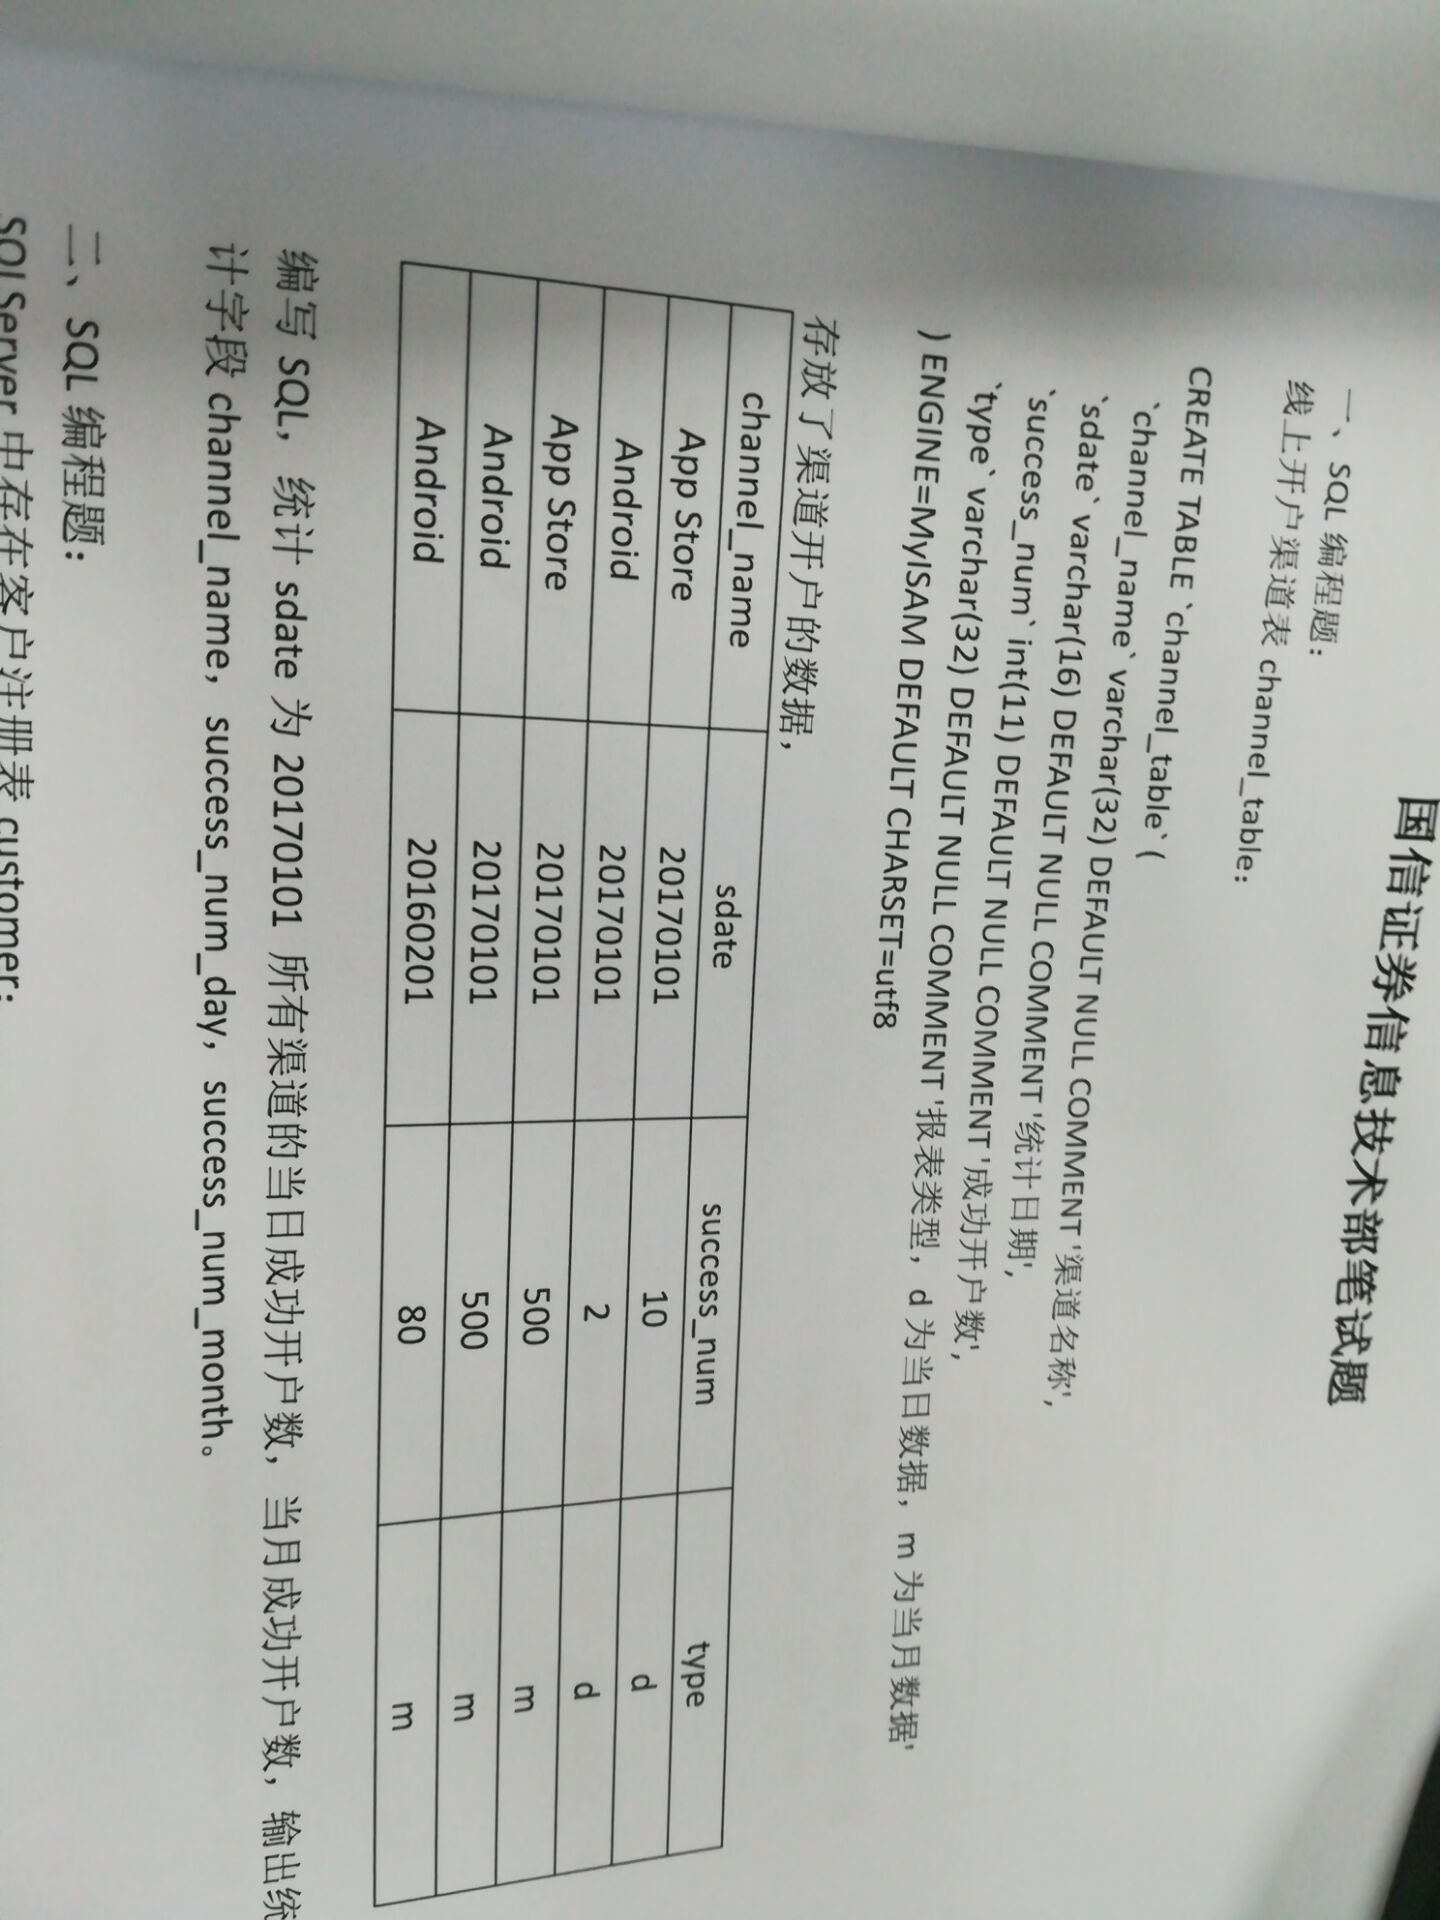 国信证券信息技术部笔试题
一、SQL 编程题：
线上开户渠道表 channel_table：
CREATE TABLE `channel_table` (
`channel_name` varchar(32) DEFAULT NULL COMMENT '渠道名称',
`sdate` varchar(16) DEFAULT NULL COMMENT '统计日期',
`success_num` int(11) DEFAULT NULL COMMENT '成功开户数',
`type` varchar(32) DEFAULT NULL COMMENT '报表类型，d 为当日数据，m 为当月数据'
) ENGINE=MyISAM DEFAULT CHARSET=utf8
存放了渠道开户的数据，
channel_name sdate success_num type
App Store 20170101 10 d
Android 20170101 2 d
App Store 20170101 500 m
Android 20170101 500 m
Android 20160201 80 m
编写 SQL，统计 sdate 为 20170101 所有渠道的当日成功开户数，当月成功开户数，输出统
计字段 channel_name，success_num_day，success_num_month。
二、SQL 编程题：
SQLServer 中存在客户注册表 customer：